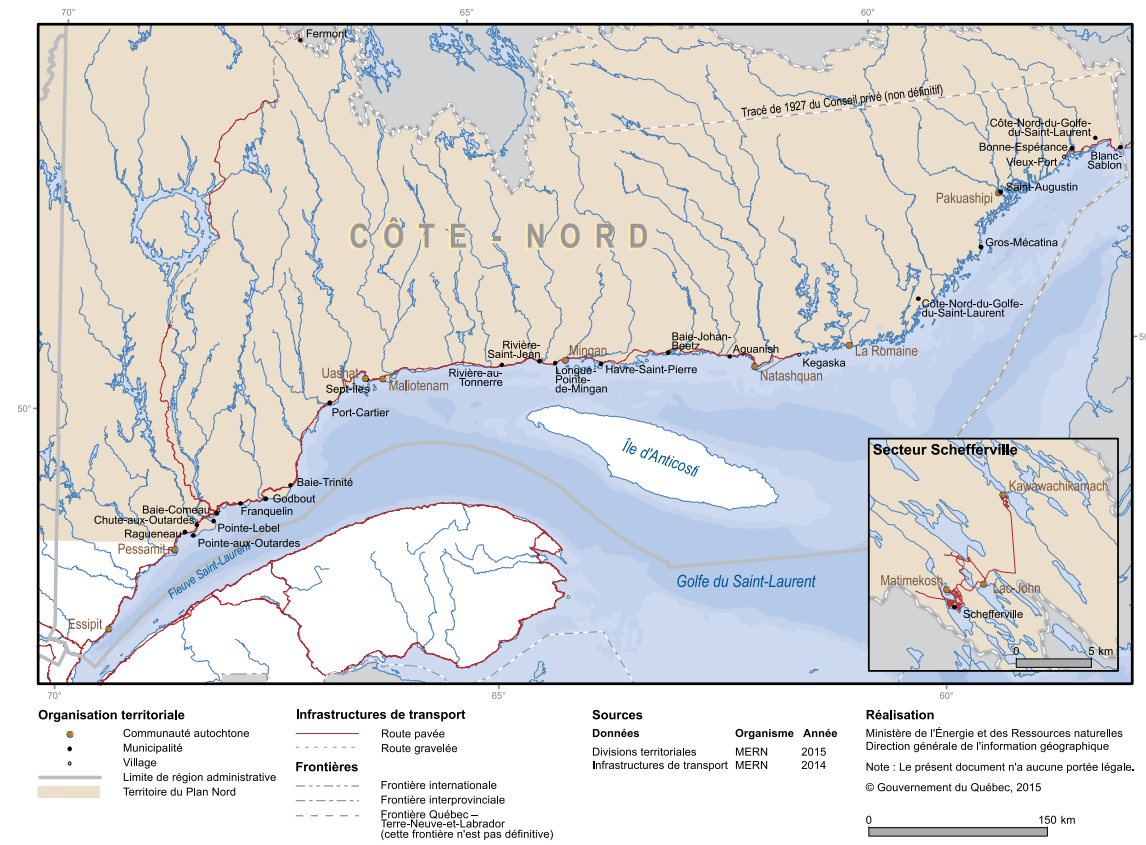 70°
65°
60°
Fermont
Tracé de 1927 du Conseil privé (non définitif)
Côte-Nord-du-Golfe-
du-Saint-Laurent
Bonne-Espérance
Vieux-Fort
Blanc-
Sablon
Saint-Augustin
Pakuashipi
CÔTE - NORD
Gros-Mécatina
Côte-Nord-du-Golfe-
du-Saint-Laurent
Baie-Johan-
Beetz
Rivière-
Saint-Jean
Mingan
Aguanish
La Romaine
Kegaska
Uashat
Maliotenam
Rivière-au-
Tonnerre
Longue-
Pointe-
de-Mingan
Havre-Saint-Pierre
Natashquan
Sept-Îles
50°
Port-Cartier
Île d'Anticosti
Secteur Schefferville
Kawawachikamach
Baie-Trinité
Godbout
Baie-Comeau
Franquelin
Chute-aux-Outardes
Pointe-Lebel
Ragueneau
Pointe-aux-Outardes
Pessamit
Fleuve Saint-Laurent
Golfe du Saint-Laurent
Matimekosh
Lac-John
Schefferville
Essipit
0 5 km
70°
65°
60°
Organisation territoriale
Communauté autochtone
Municipalité
Village
Limite de région administrative
Territoire du Plan Nord
Infrastructures de transport
Route pavée
Route gravelée
Frontières
Frontière internationale
Frontière interprovinciale
Frontière Québec –
Terre-Neuve-et-Labrador
(cette frontière n'est pas définitive)
Sources
Données Organisme Année
Divisions territoriales MERN 2015
Infrastructures de transport MERN 2014
Réalisation
Ministère de l'Énergie et des Ressources naturelles
Direction générale de l'information géographique
Note : Le présent document n'a aucune portée légale.
© Gouvernement du Québec, 2015
0 150 km